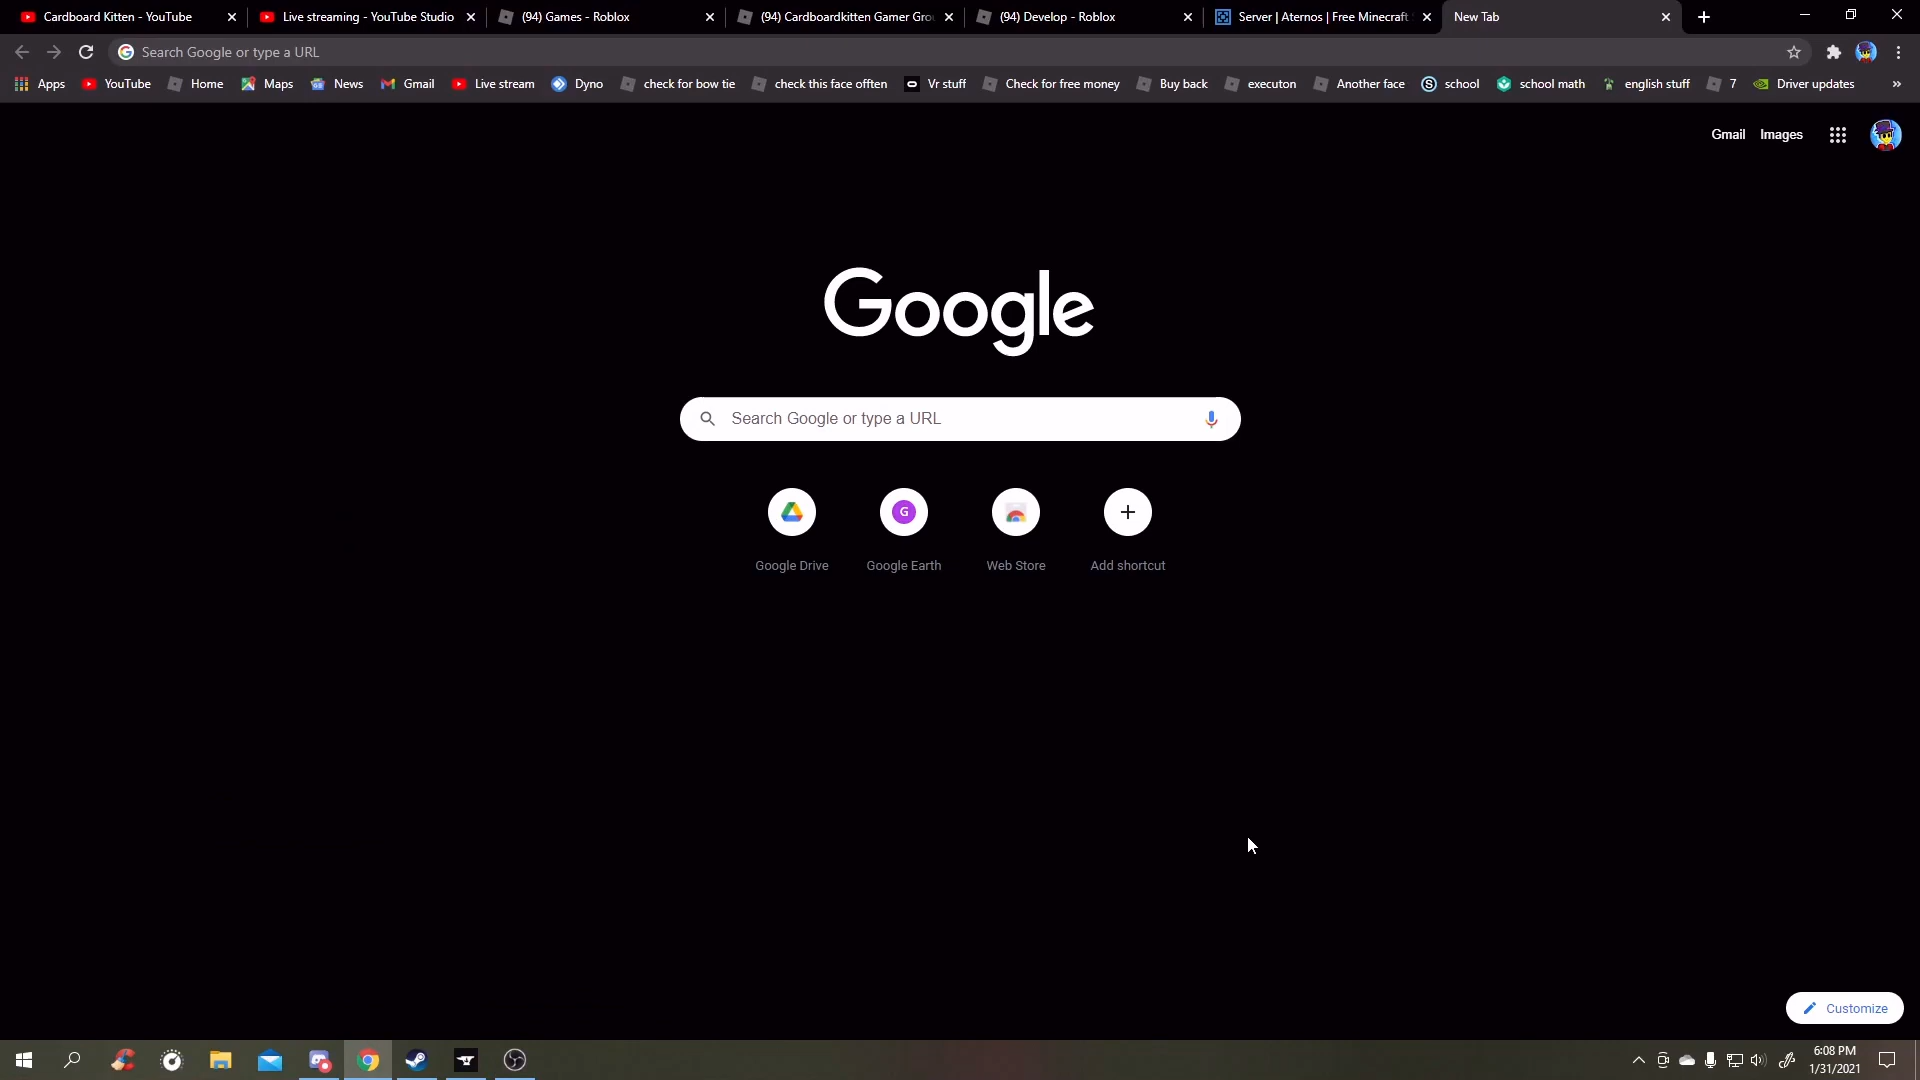 Cardboard Kitten - YouTube
Live streaming - YouTube Studio
(94) Games - Roblox
(94) Cardboardkitten Gamer Gro
(94) Develop - Roblox
Server | Aternos | Free Minecraft
New Tab
Search Google or type a URL
Apps YouTube Home Maps News Gmail Live stream Dyno check for bow tie check this face offten Vr stuff Check for free money Buy back executon Another face school school math english stuff 7 Driver updates »
Gmail Images
Google
Search Google or type a URL
G
Google Drive Google Earth Web Store Add shortcut
Customize
6:08 PM
1/31/2021